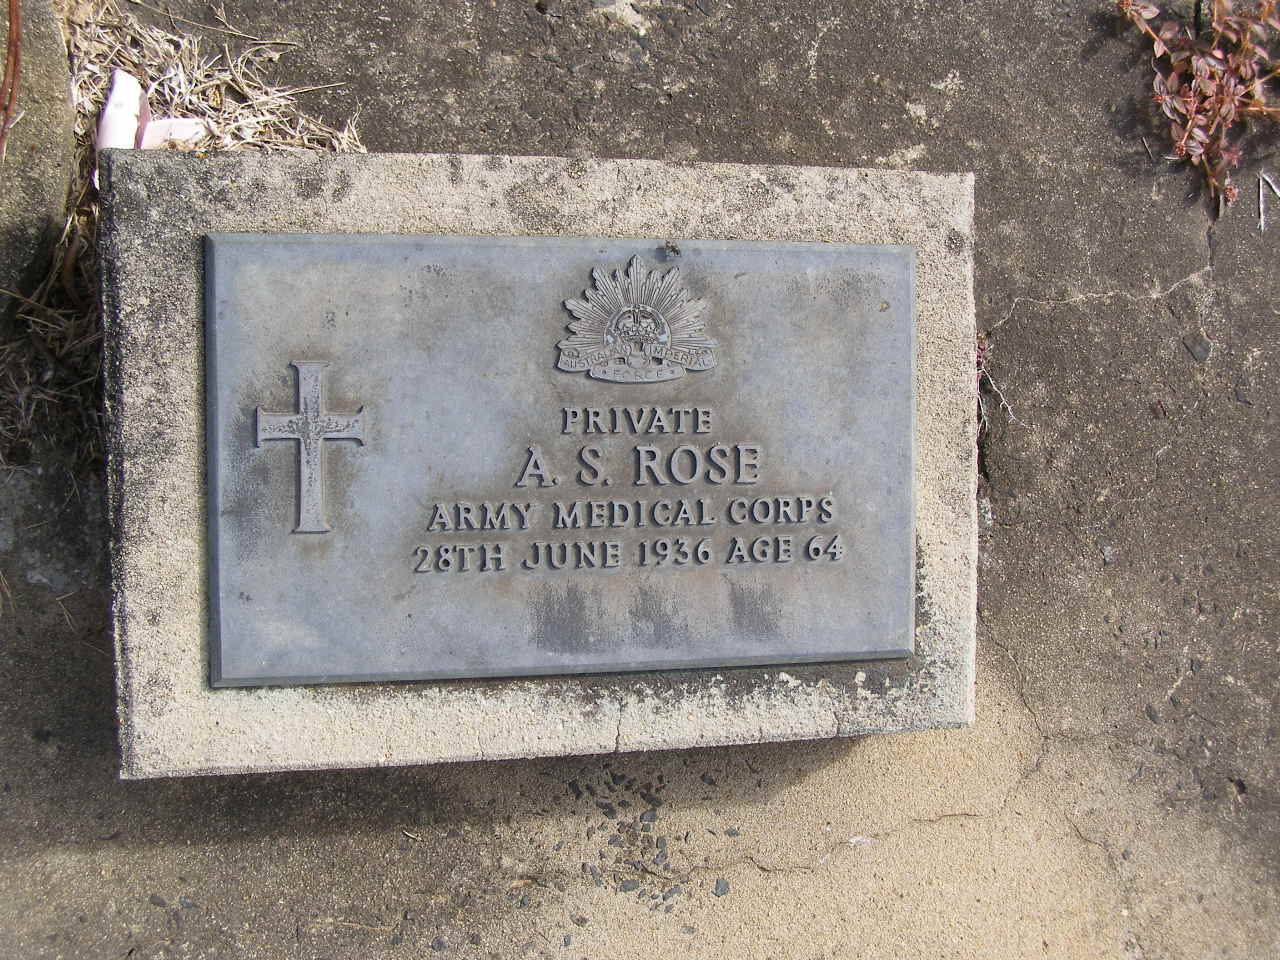 AUSTRALIAN IMPERIAL
FORCE
PRIVATE
A. S. ROSE
ARMY MEDICAL CORPS
28TH JUNE 1936 AGE 64